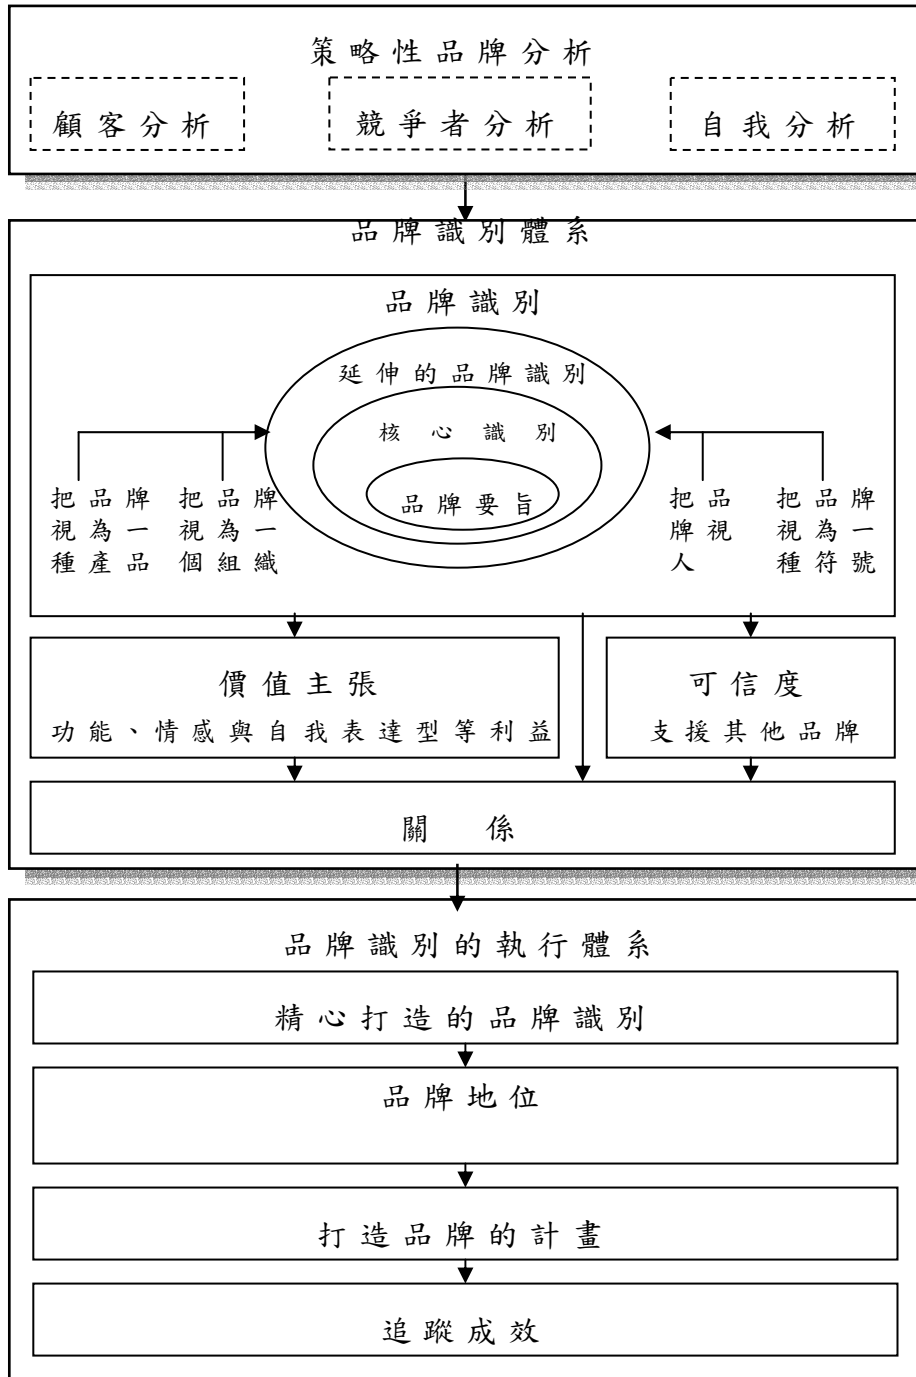 策略性品牌分析
顧客分析
競爭者分析
自我分析
品牌識別體系
品牌識別
延伸的品牌識別
核心識別
品牌要旨
把品牌
視為一
種產品
把品牌
視為一
個組織
把品
牌視
人
把品牌
視為一
種符號
價值主張
功能、情感與自我表達型等利益
可信度
支援其他品牌
關係
品牌識別的執行體系
精心打造的品牌識別
品牌地位
打造品牌的計畫
追蹤成效